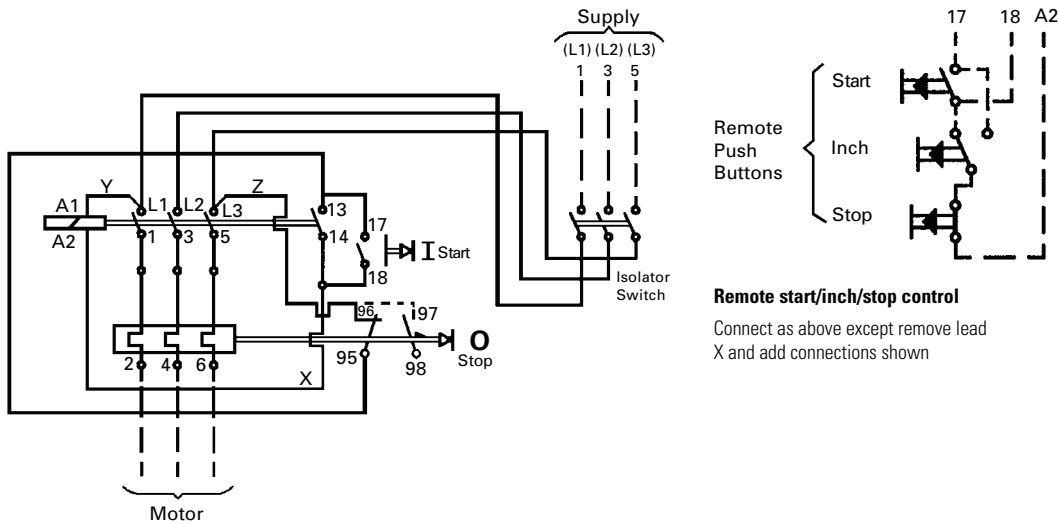 Supply
(L1) (L2) (L3)
1 3 5
Y L1 L2 Z
A1 L3 13
A2 1 3 5 14 17
I Start
18
Isolator
Switch
96 97
O
Stop
2 4 6 95 98
X
Motor
17 18 A2
Start
Remote
Push
Buttons
Inch
Stop
Remote start/inch/stop control
Connect as above except remove lead
X and add connections shown